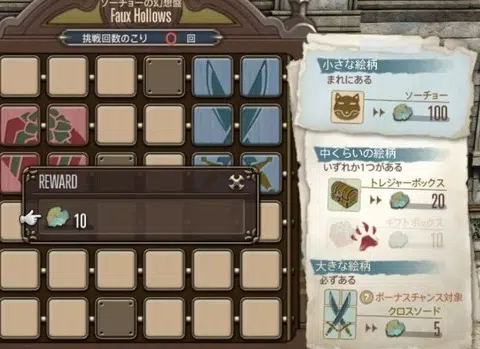 ソーチョーの幻想盤
Faux Hollows
挑戦回数のこり 0 回
REWARD
10
小さな絵柄
まれにある
ソーチョー
100
中くらいの絵柄
いずれか1つがある
トレジャーボックス
20
ギフトボックス
10
大きな絵柄
必ずある
? ボーナスチャンス対象
クロスソード
5